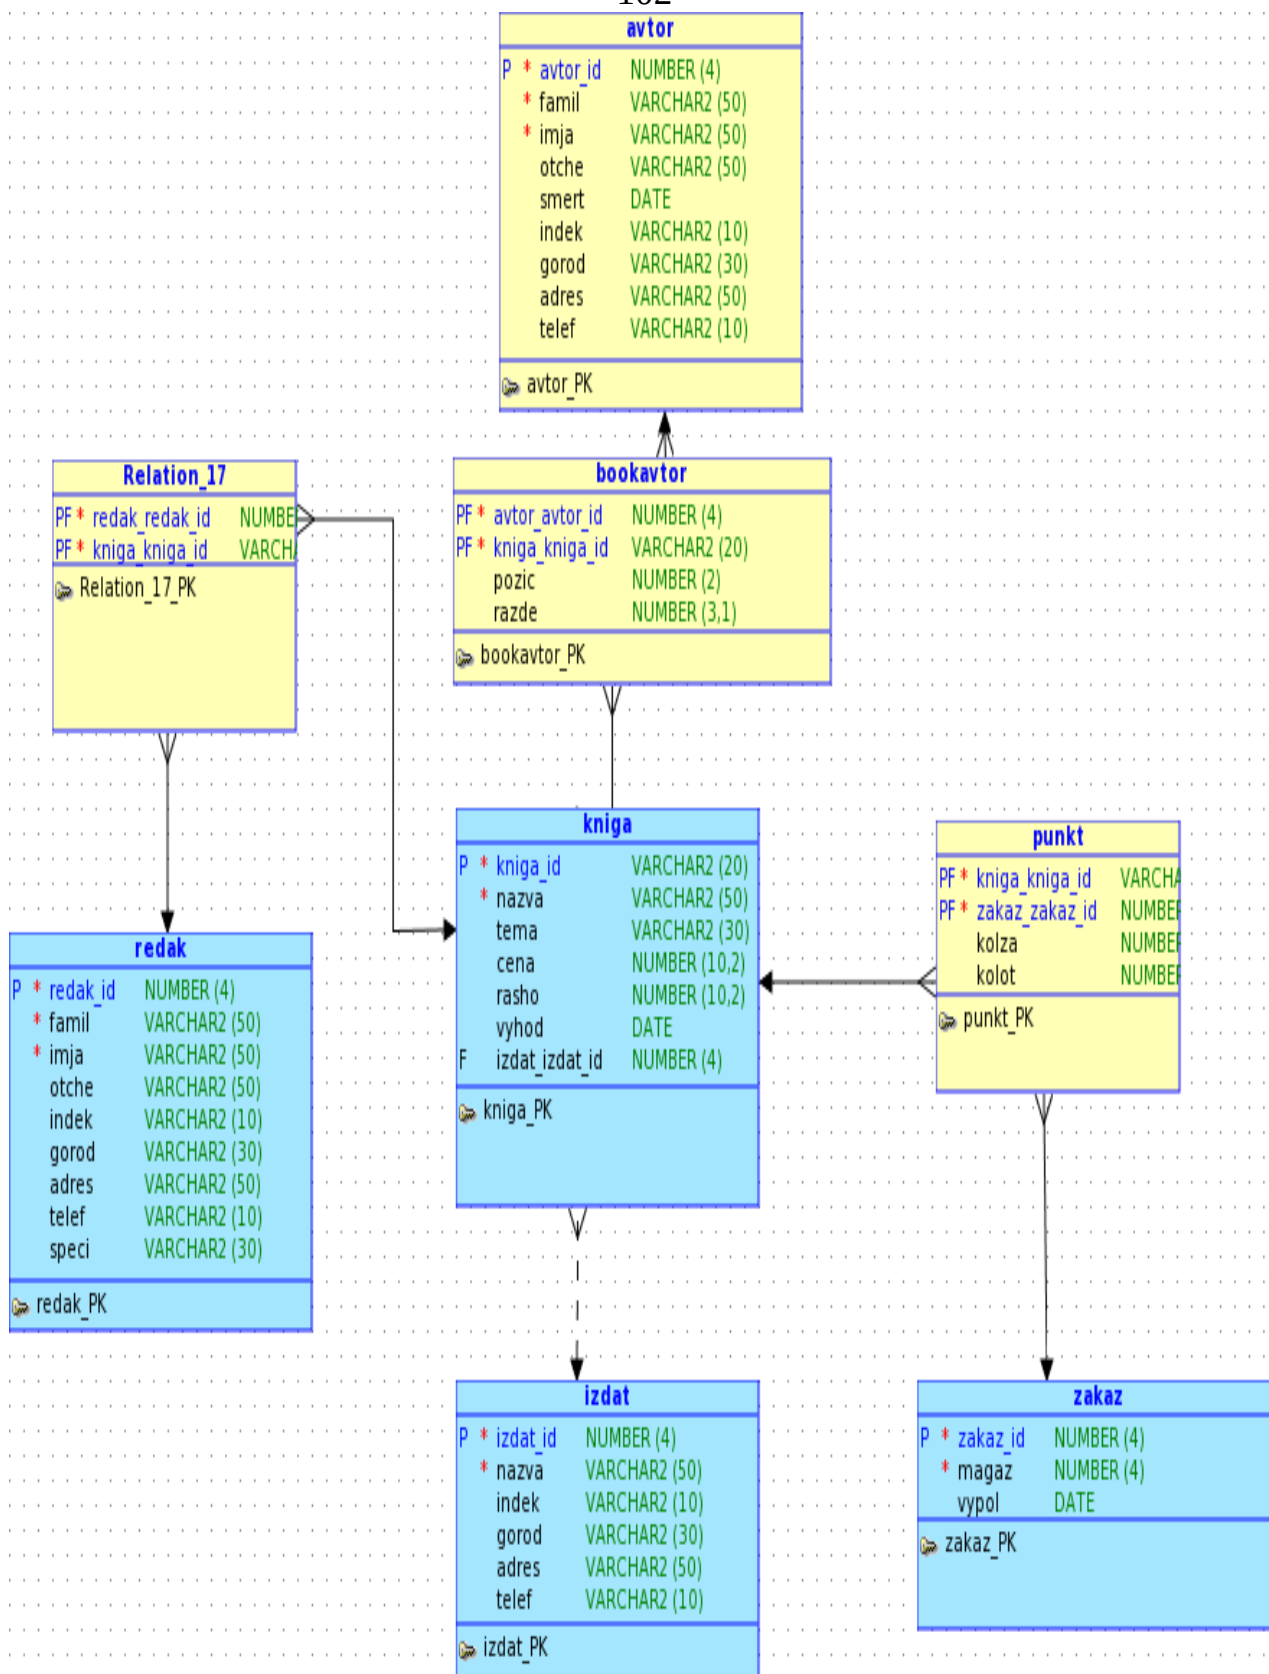 avtor
P * avtor_id NUMBER (4)
* famil VARCHAR2 (50)
* imja VARCHAR2 (50)
otche VARCHAR2 (50)
smert DATE
indek VARCHAR2 (10)
gorod VARCHAR2 (30)
adres VARCHAR2 (50)
telef VARCHAR2 (10)
avtor_PK
Relation_17
PF * redak_redak_id NUMBE
PF * kniga_kniga_id VARCHA
Relation_17_PK
bookavtor
PF * avtor_avtor_id NUMBER (4)
PF * kniga_kniga_id VARCHAR2 (20)
pozic NUMBER (2)
razde NUMBER (3,1)
bookavtor_PK
kniga
P * kniga_id VARCHAR2 (20)
* nazva VARCHAR2 (50)
tema VARCHAR2 (30)
cena NUMBER (10,2)
rasho NUMBER (10,2)
vyhod DATE
F izdat_izdat_id NUMBER (4)
kniga_PK
punkt
PF * kniga_kniga_id VARCHA
PF * zakaz_zakaz_id NUMBER
kolza NUMBER
kolot NUMBER
punkt_PK
redak
P * redak_id NUMBER (4)
* famil VARCHAR2 (50)
* imja VARCHAR2 (50)
otche VARCHAR2 (50)
indek VARCHAR2 (10)
gorod VARCHAR2 (30)
adres VARCHAR2 (50)
telef VARCHAR2 (10)
speci VARCHAR2 (30)
redak_PK
izdat
P * izdat_id NUMBER (4)
* nazva VARCHAR2 (50)
indek VARCHAR2 (10)
gorod VARCHAR2 (30)
adres VARCHAR2 (50)
telef VARCHAR2 (10)
izdat_PK
zakaz
P * zakaz_id NUMBER (4)
* magaz NUMBER (4)
vypol DATE
zakaz_PK